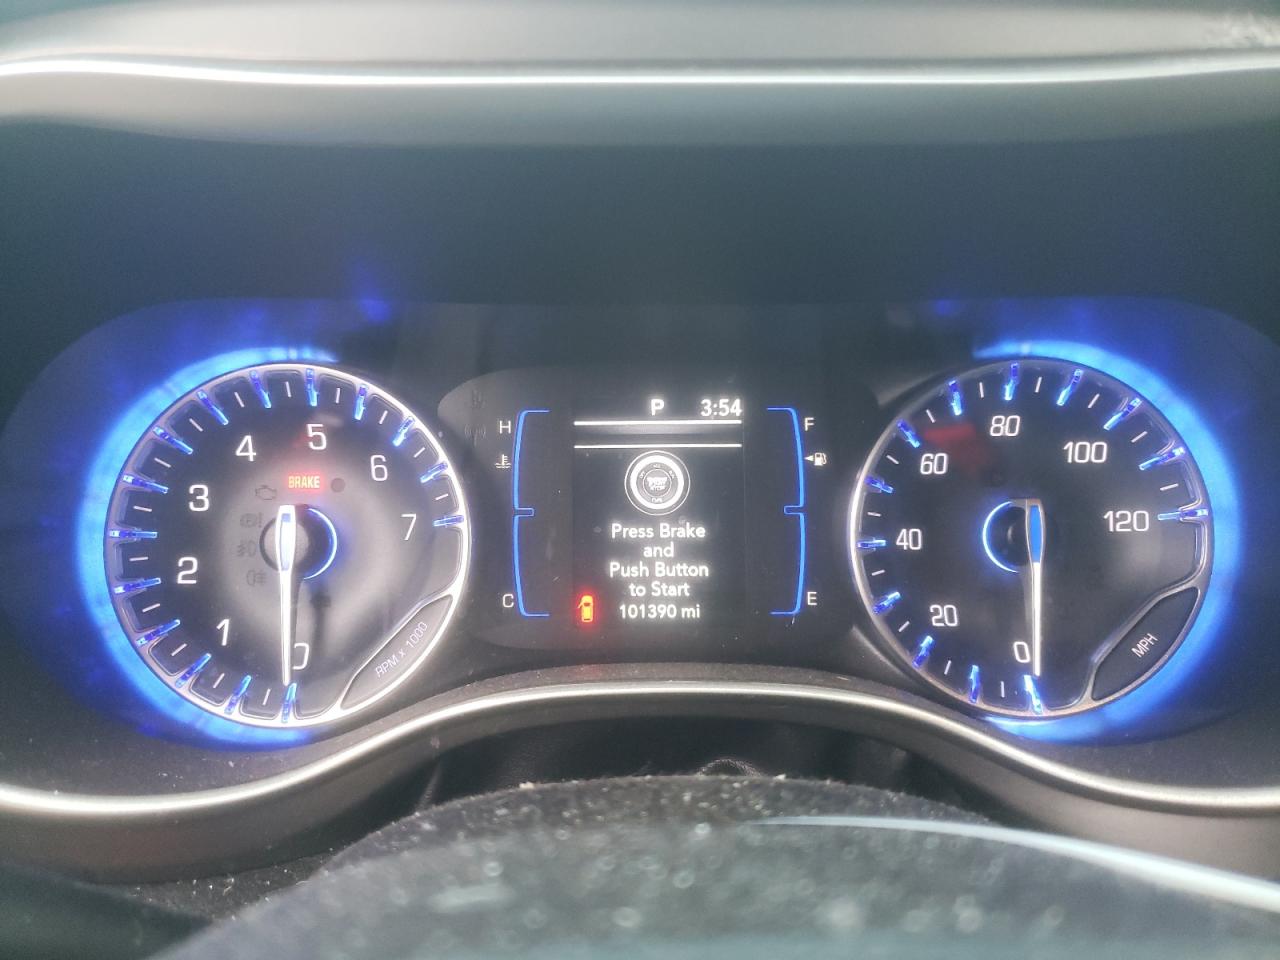 P 3:54
H
F
C
E
Press Brake
and
Push Button
to Start
101390 mi
BRAKE
0
1
2
3
4
5
6
7
RPM x 1000
0
20
40
60
80
100
120
MPH